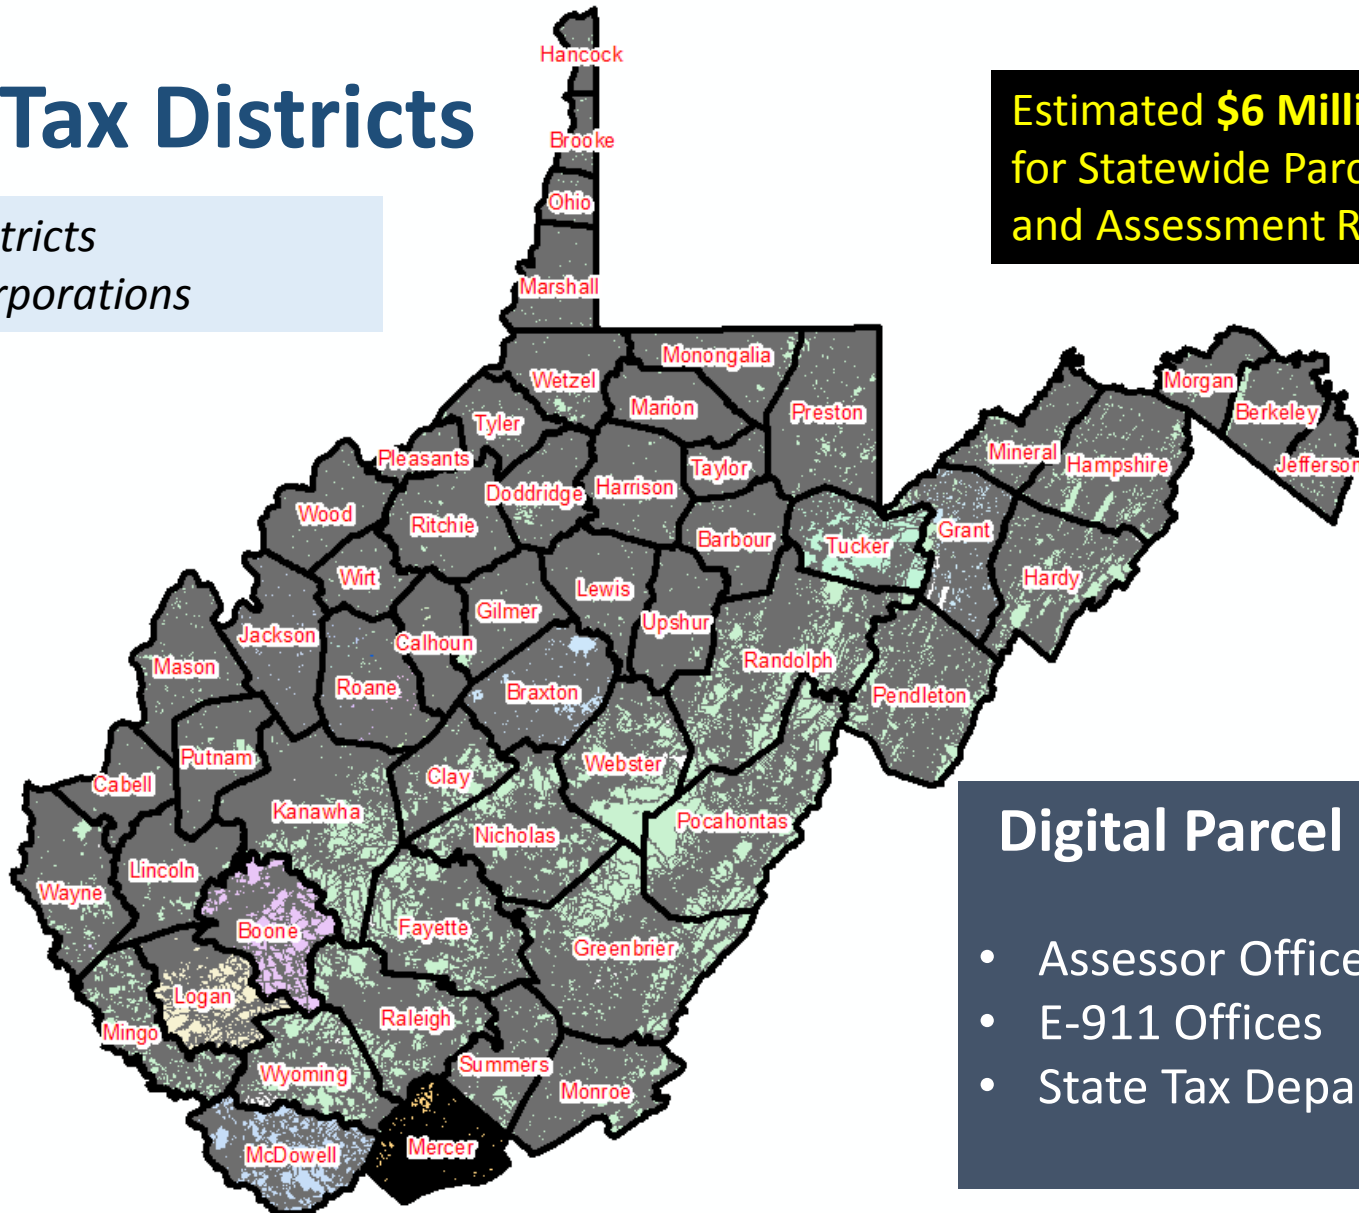 Tax Districts
tricts
rporations
Estimated $6 Milli
for Statewide Parc
and Assessment R
Hancock
Brooke
Ohio
Marshall
Wetzel
Monongalia
Marion
Preston
Tyler
Pleasants
Doddridge
Harrison
Taylor
Morgan
Berkeley
Jefferson
Mineral
Hampshire
Wood
Ritchie
Barbour
Tucker
Grant
Hardy
Wirt
Lewis
Gilmer
Upshur
Jackson
Calhoun
Mason
Roane
Braxton
Randolph
Pendleton
Putnam
Cabell
Clay
Webster
Kanawha
Nicholas
Pocahontas
Lincoln
Wayne
Boone
Fayette
Greenbrier
Logan
Raleigh
Mingo
Wyoming
Summers
Monroe
McDowell
Mercer
Digital Parcel
• Assessor Office
• E-911 Offices
• State Tax Depa